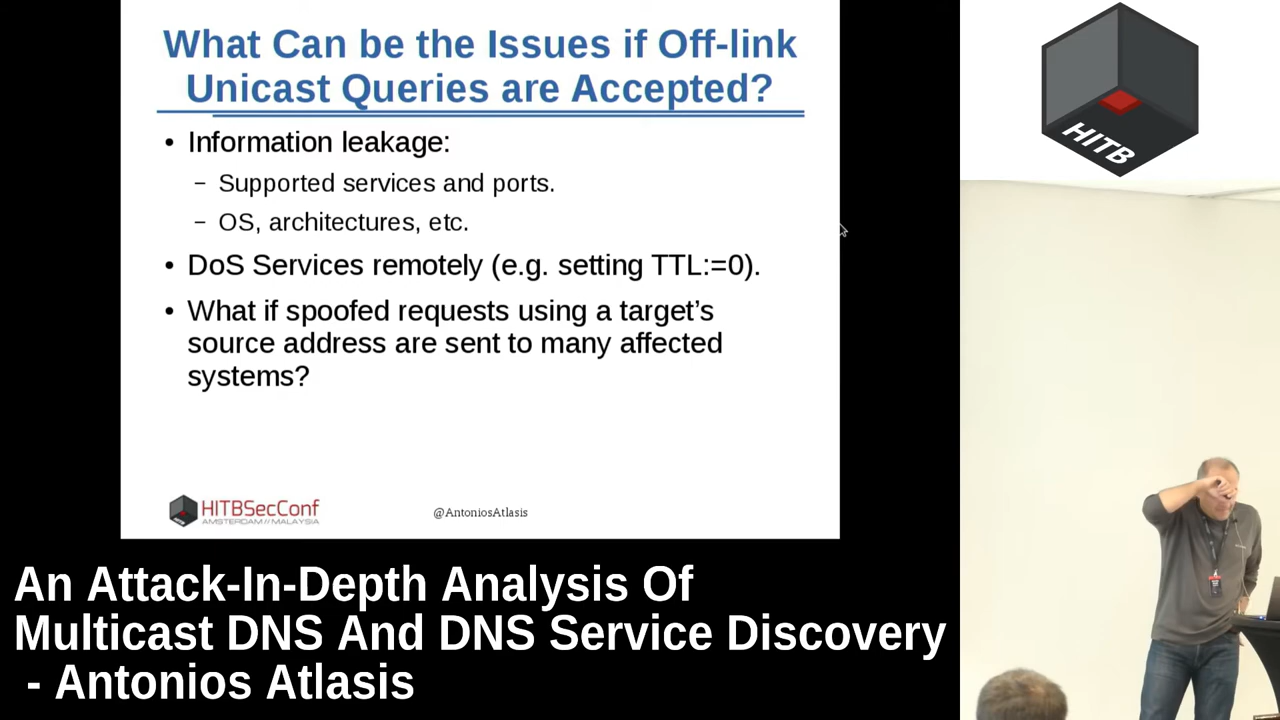 What Can be the Issues if Off-link
Unicast Queries are Accepted?
• Information leakage:
– Supported services and ports.
– OS, architectures, etc.
• DoS Services remotely (e.g. setting TTL:=0).
• What if spoofed requests using a target’s
source address are sent to many affected
systems?
HITBSecConf
AMSTERDAM // MALAYSIA
@AntoniosAtlasis
HITB
An Attack-In-Depth Analysis Of
Multicast DNS And DNS Service Discovery
- Antonios Atlasis